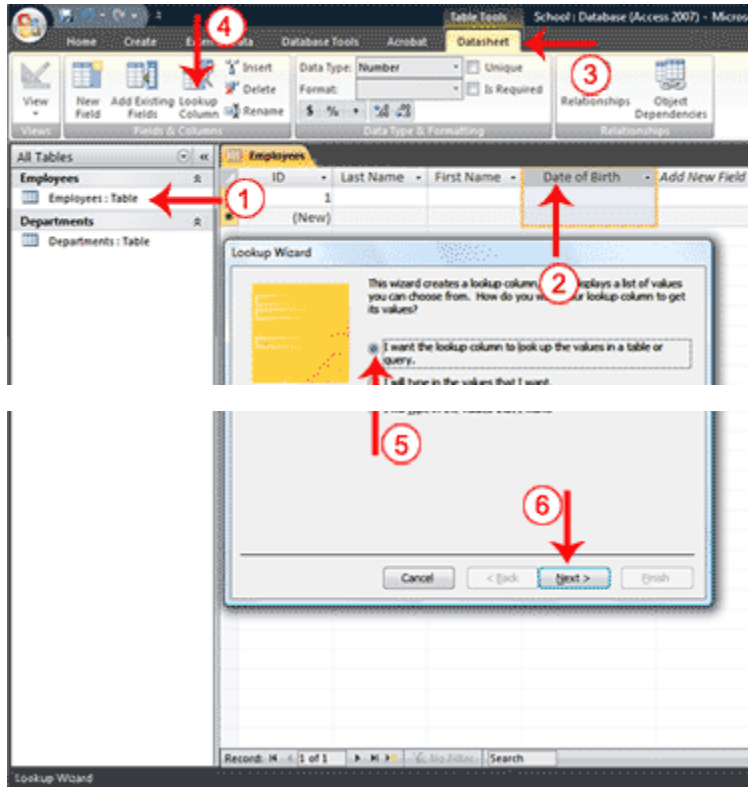 Table Tools School : Database (Access 2007) - Micros
4
Home Create Data Database Tools Acrobat Datasheet
3
View
New Field
Add Existing Fields
Lookup Column
Insert
Delete
Rename
Data Type: Number
Format:
$ % ,
Unique
Is Required
Relationships
Object Dependencies
Views Fields & Columns Data Type & Formatting Relationships
All Tables
Employees
Employees : Table
1
Departments
Departments : Table
Employees
ID Last Name First Name Date of Birth Add New Field
1
(New)
2
Lookup Wizard
This wizard creates a lookup column, displays a list of values
you can choose from. How do you lookup column to get
its values?
I want the lookup column to look up the values in a table or
query.
I will type in the values that I want.
5
6
Cancel < Back Next > Finish
Record: 1 of 1 No Filter Search
Lookup Wizard